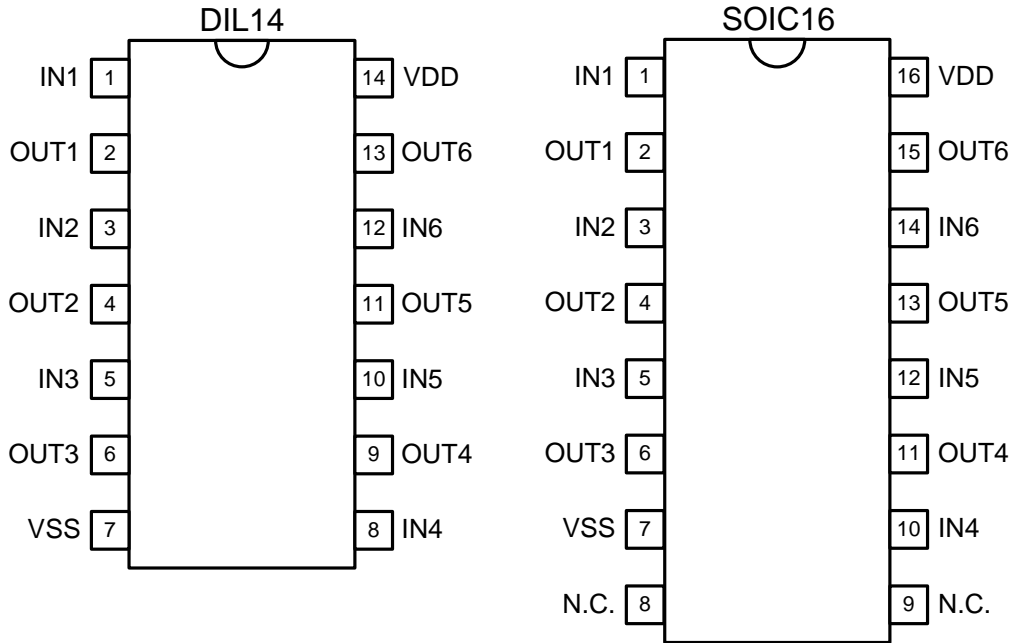 DIL14
IN1 1 14 VDD
OUT1 2 13 OUT6
IN2 3 12 IN6
OUT2 4 11 OUT5
IN3 5 10 IN5
OUT3 6 9 OUT4
VSS 7 8 IN4
SOIC16
IN1 1 16 VDD
OUT1 2 15 OUT6
IN2 3 14 IN6
OUT2 4 13 OUT5
IN3 5 12 IN5
OUT3 6 11 OUT4
VSS 7 10 IN4
N.C. 8 9 N.C.